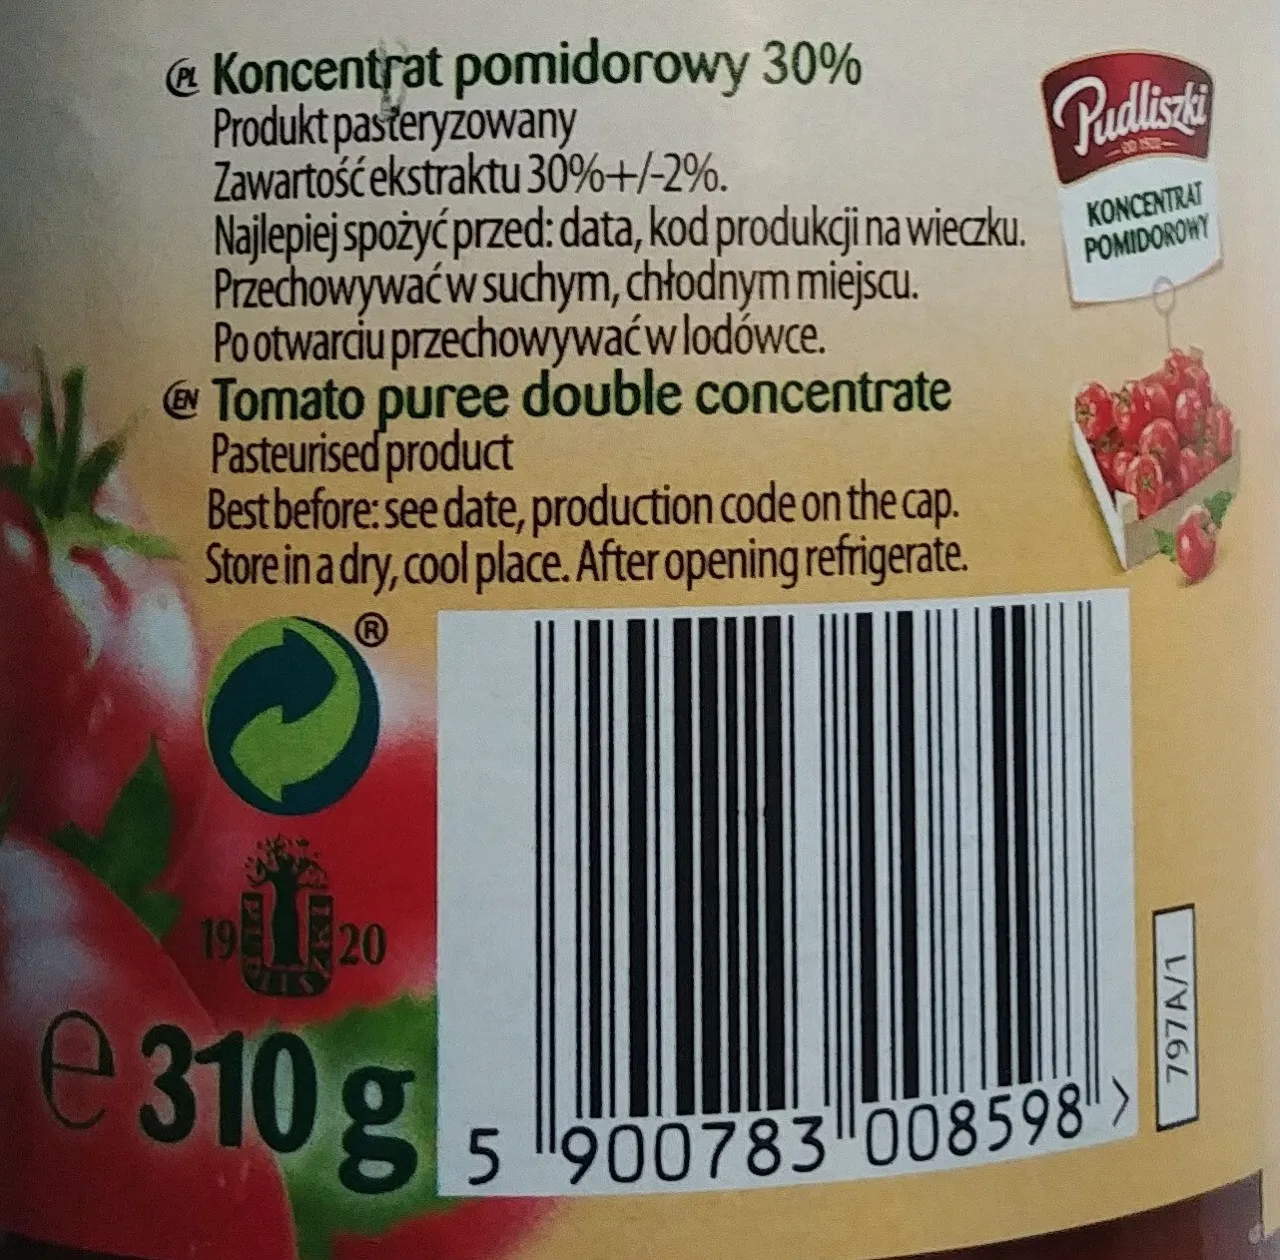 PL Koncentrat pomidorowy 30%
Produkt pasteryzowany
Zawartość ekstraktu 30%+/-2%.
Najlepiej spożyć przed: data, kod produkcji na wieczku.
Przechowywać w suchym, chłodnym miejscu.
Po otwarciu przechowywać w lodówce.
EN Tomato puree double concentrate
Pasteurised product
Best before: see date, production code on the cap.
Store in a dry, cool place. After opening refrigerate.
Pudliszki
KONCENTRAT
POMIDOROWY
®
19 20
e 310 g
5 900783 008598 >
797A/1